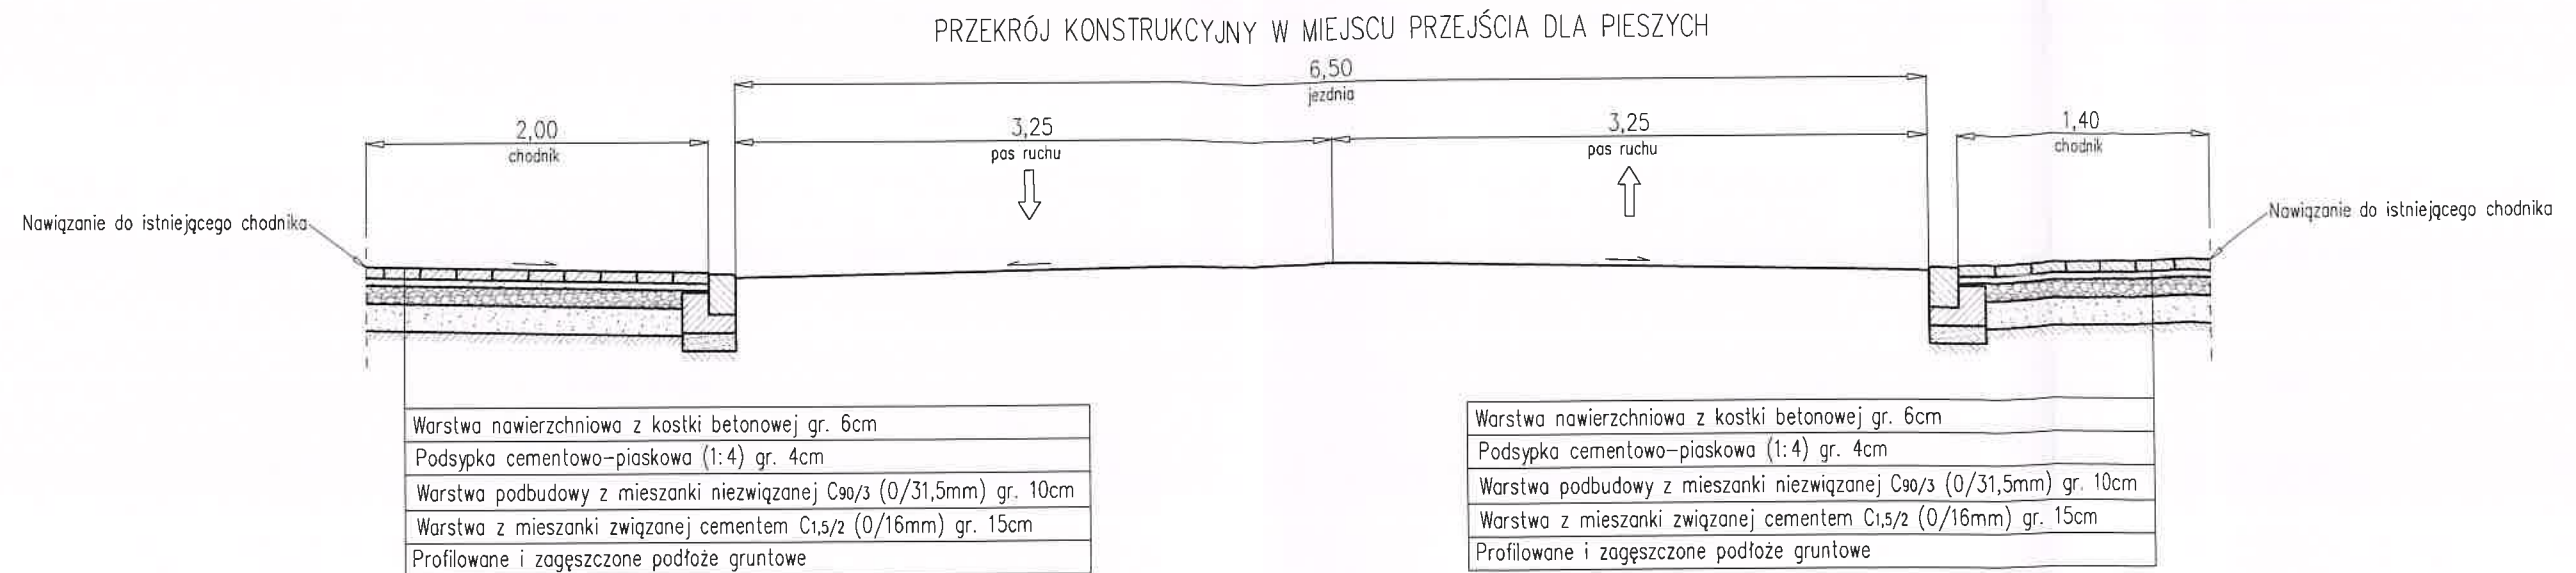 PRZEKRÓJ KONSTRUKCYJNY W MIEJSCU PRZEJŚCIA DLA PIESZYCH
6,50
jezdnia
2,00
chodnik
3,25
pas ruchu
3,25
pas ruchu
1,40
chodnik
Nawiązanie do istniejącego chodnika
Nawiązanie do istniejącego chodnika
Warstwa nawierzchniowa z kostki betonowej gr. 6cm
Podsypka cementowo-piaskowa (1:4) gr. 4cm
Warstwa podbudowy z mieszanki niezwiązanej C90/3 (0/31,5mm) gr. 10cm
Warstwa z mieszanki związanej cementem C1,5/2 (0/16mm) gr. 15cm
Profilowane i zagęszczone podłoże gruntowe
Warstwa nawierzchniowa z kostki betonowej gr. 6cm
Podsypka cementowo-piaskowa (1:4) gr. 4cm
Warstwa podbudowy z mieszanki niezwiązanej C90/3 (0/31,5mm) gr. 10cm
Warstwa z mieszanki związanej cementem C1,5/2 (0/16mm) gr. 15cm
Profilowane i zagęszczone podłoże gruntowe